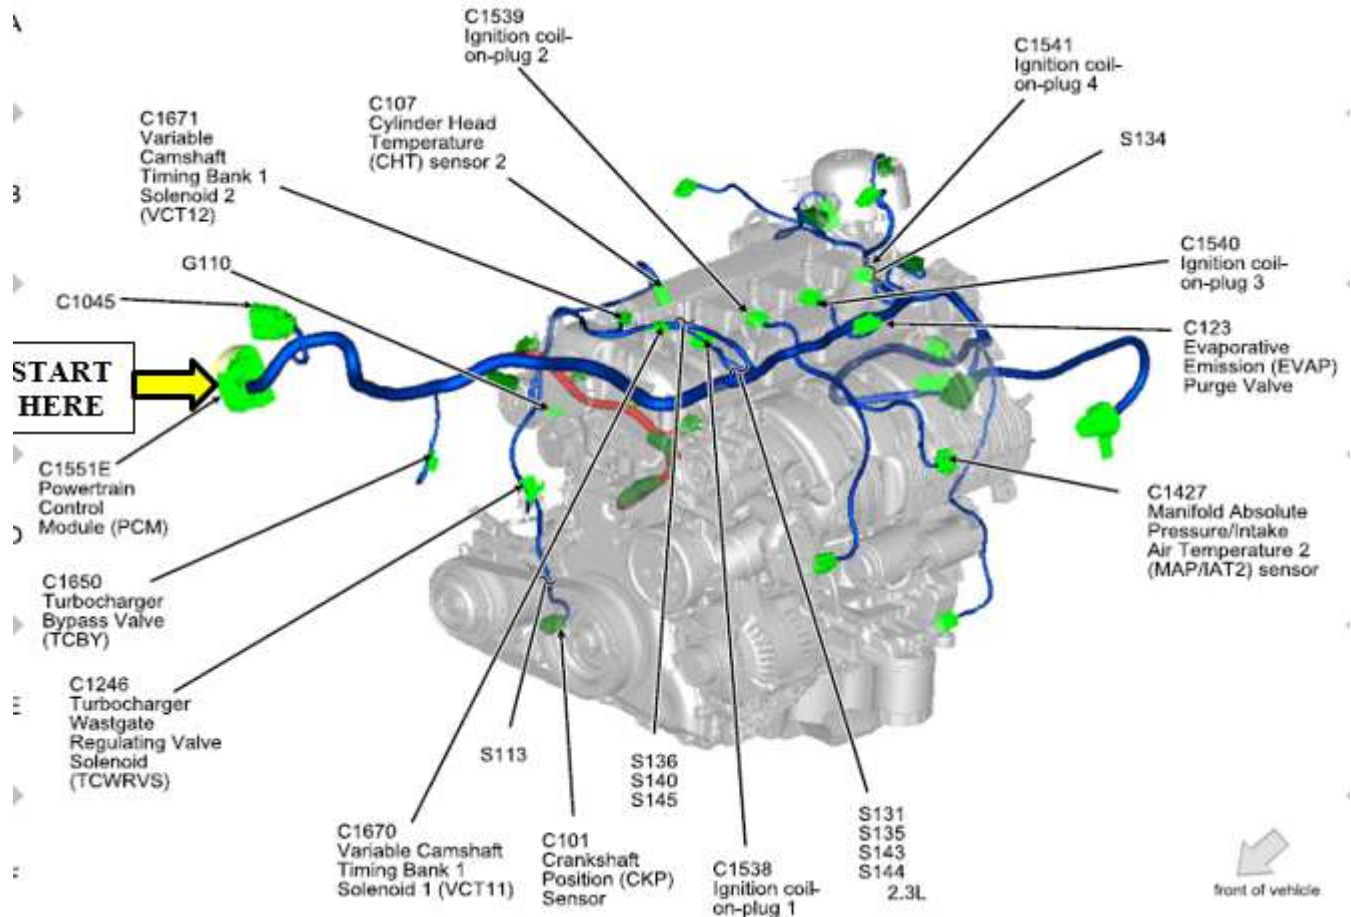 A
B
D
E
F
C1539
Ignition coil-
on-plug 2
C1541
Ignition coil-
on-plug 4
C107
Cylinder Head
Temperature
(CHT) sensor 2
C1671
Variable
Camshaft
Timing Bank 1
Solenoid 2
(VCT12)
S134
G110
C1045
C1540
Ignition coil-
on-plug 3
C123
Evaporative
Emission (EVAP)
Purge Valve
START
HERE
C1551E
Powertrain
Control
Module (PCM)
C1427
Manifold Absolute
Pressure/Intake
Air Temperature 2
(MAP/IAT2) sensor
C1650
Turbocharger
Bypass Valve
(TCBY)
C1246
Turbocharger
Wastgate
Regulating Valve
Solenoid
(TCWRVS)
S113
S136
S140
S145
C1670
Variable Camshaft
Timing Bank 1
Solenoid 1 (VCT11)
C101
Crankshaft
Position (CKP)
Sensor
C1538
Ignition coil-
on-plug 1
S131
S135
S143
S144
2.3L
front of vehicle